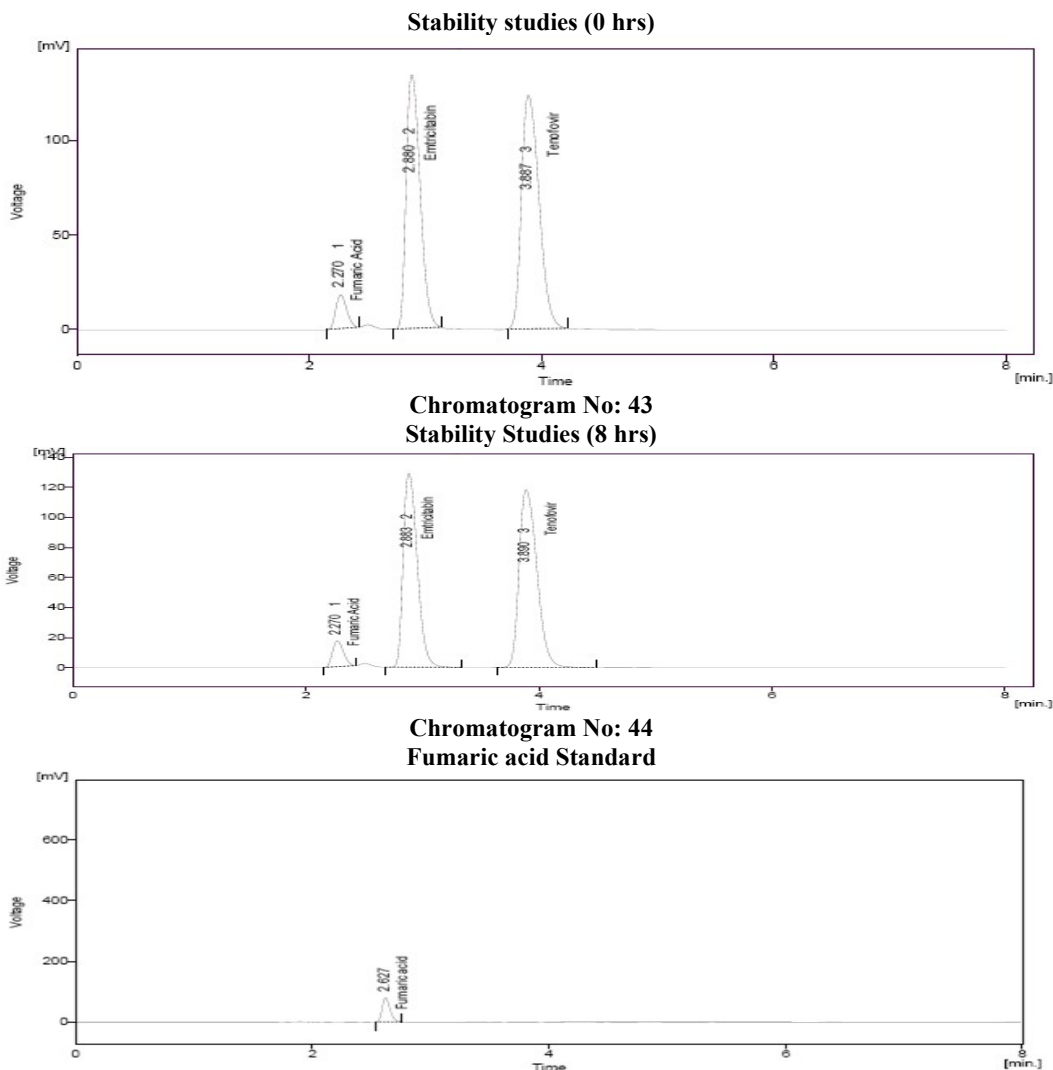 Stability studies (0 hrs)
[mV]
100
50
0
Voltage
2.270 1
Fumaric Acid
2.880 2
Emtricitabin
3.887 3
Tenofovir
0 2 4 6 8
Time
[min.]
Chromatogram No: 43
Stability Studies (8 hrs)
[mV]
140
120
100
80
60
40
20
0
Voltage
2.270 1
Fumaric Acid
2.883 2
Emtricitabin
3.890 3
Tenofovir
0 2 4 6 8
Time
[min.]
Chromatogram No: 44
Fumaric acid Standard
[mV]
600
400
200
0
Voltage
2.627
Fumaric acid
0 2 4 6 8
Time
[min.]